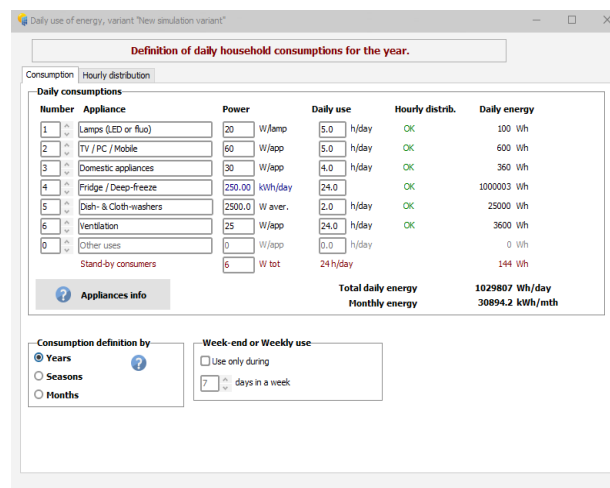 Daily use of energy, variant "New simulation variant"
Definition of daily household consumptions for the year.
Consumption Hourly distribution
Daily consumptions
Number Appliance Power Daily use Hourly distrib. Daily energy
1 Lamps (LED or fluo) 20 W/lamp 5.0 h/day OK 100 Wh
2 TV / PC / Mobile 60 W/app 5.0 h/day OK 600 Wh
3 Domestic appliances 30 W/app 4.0 h/day OK 360 Wh
4 Fridge / Deep-freeze 250.00 kWh/day 24.0 OK 1000003 Wh
5 Dish- & Cloth-washers 2500.0 W aver. 2.0 h/day OK 25000 Wh
6 Ventilation 25 W/app 24.0 h/day OK 3600 Wh
0 Other uses 0 W/app 0.0 h/day 0 Wh
Stand-by consumers 6 W tot 24 h/day 144 Wh
? Appliances info
Total daily energy 1029807 Wh/day
Monthly energy 30894.2 kWh/mth
Consumption definition by
Years ?
Seasons
Months
Week-end or Weekly use
Use only during
7 days in a week